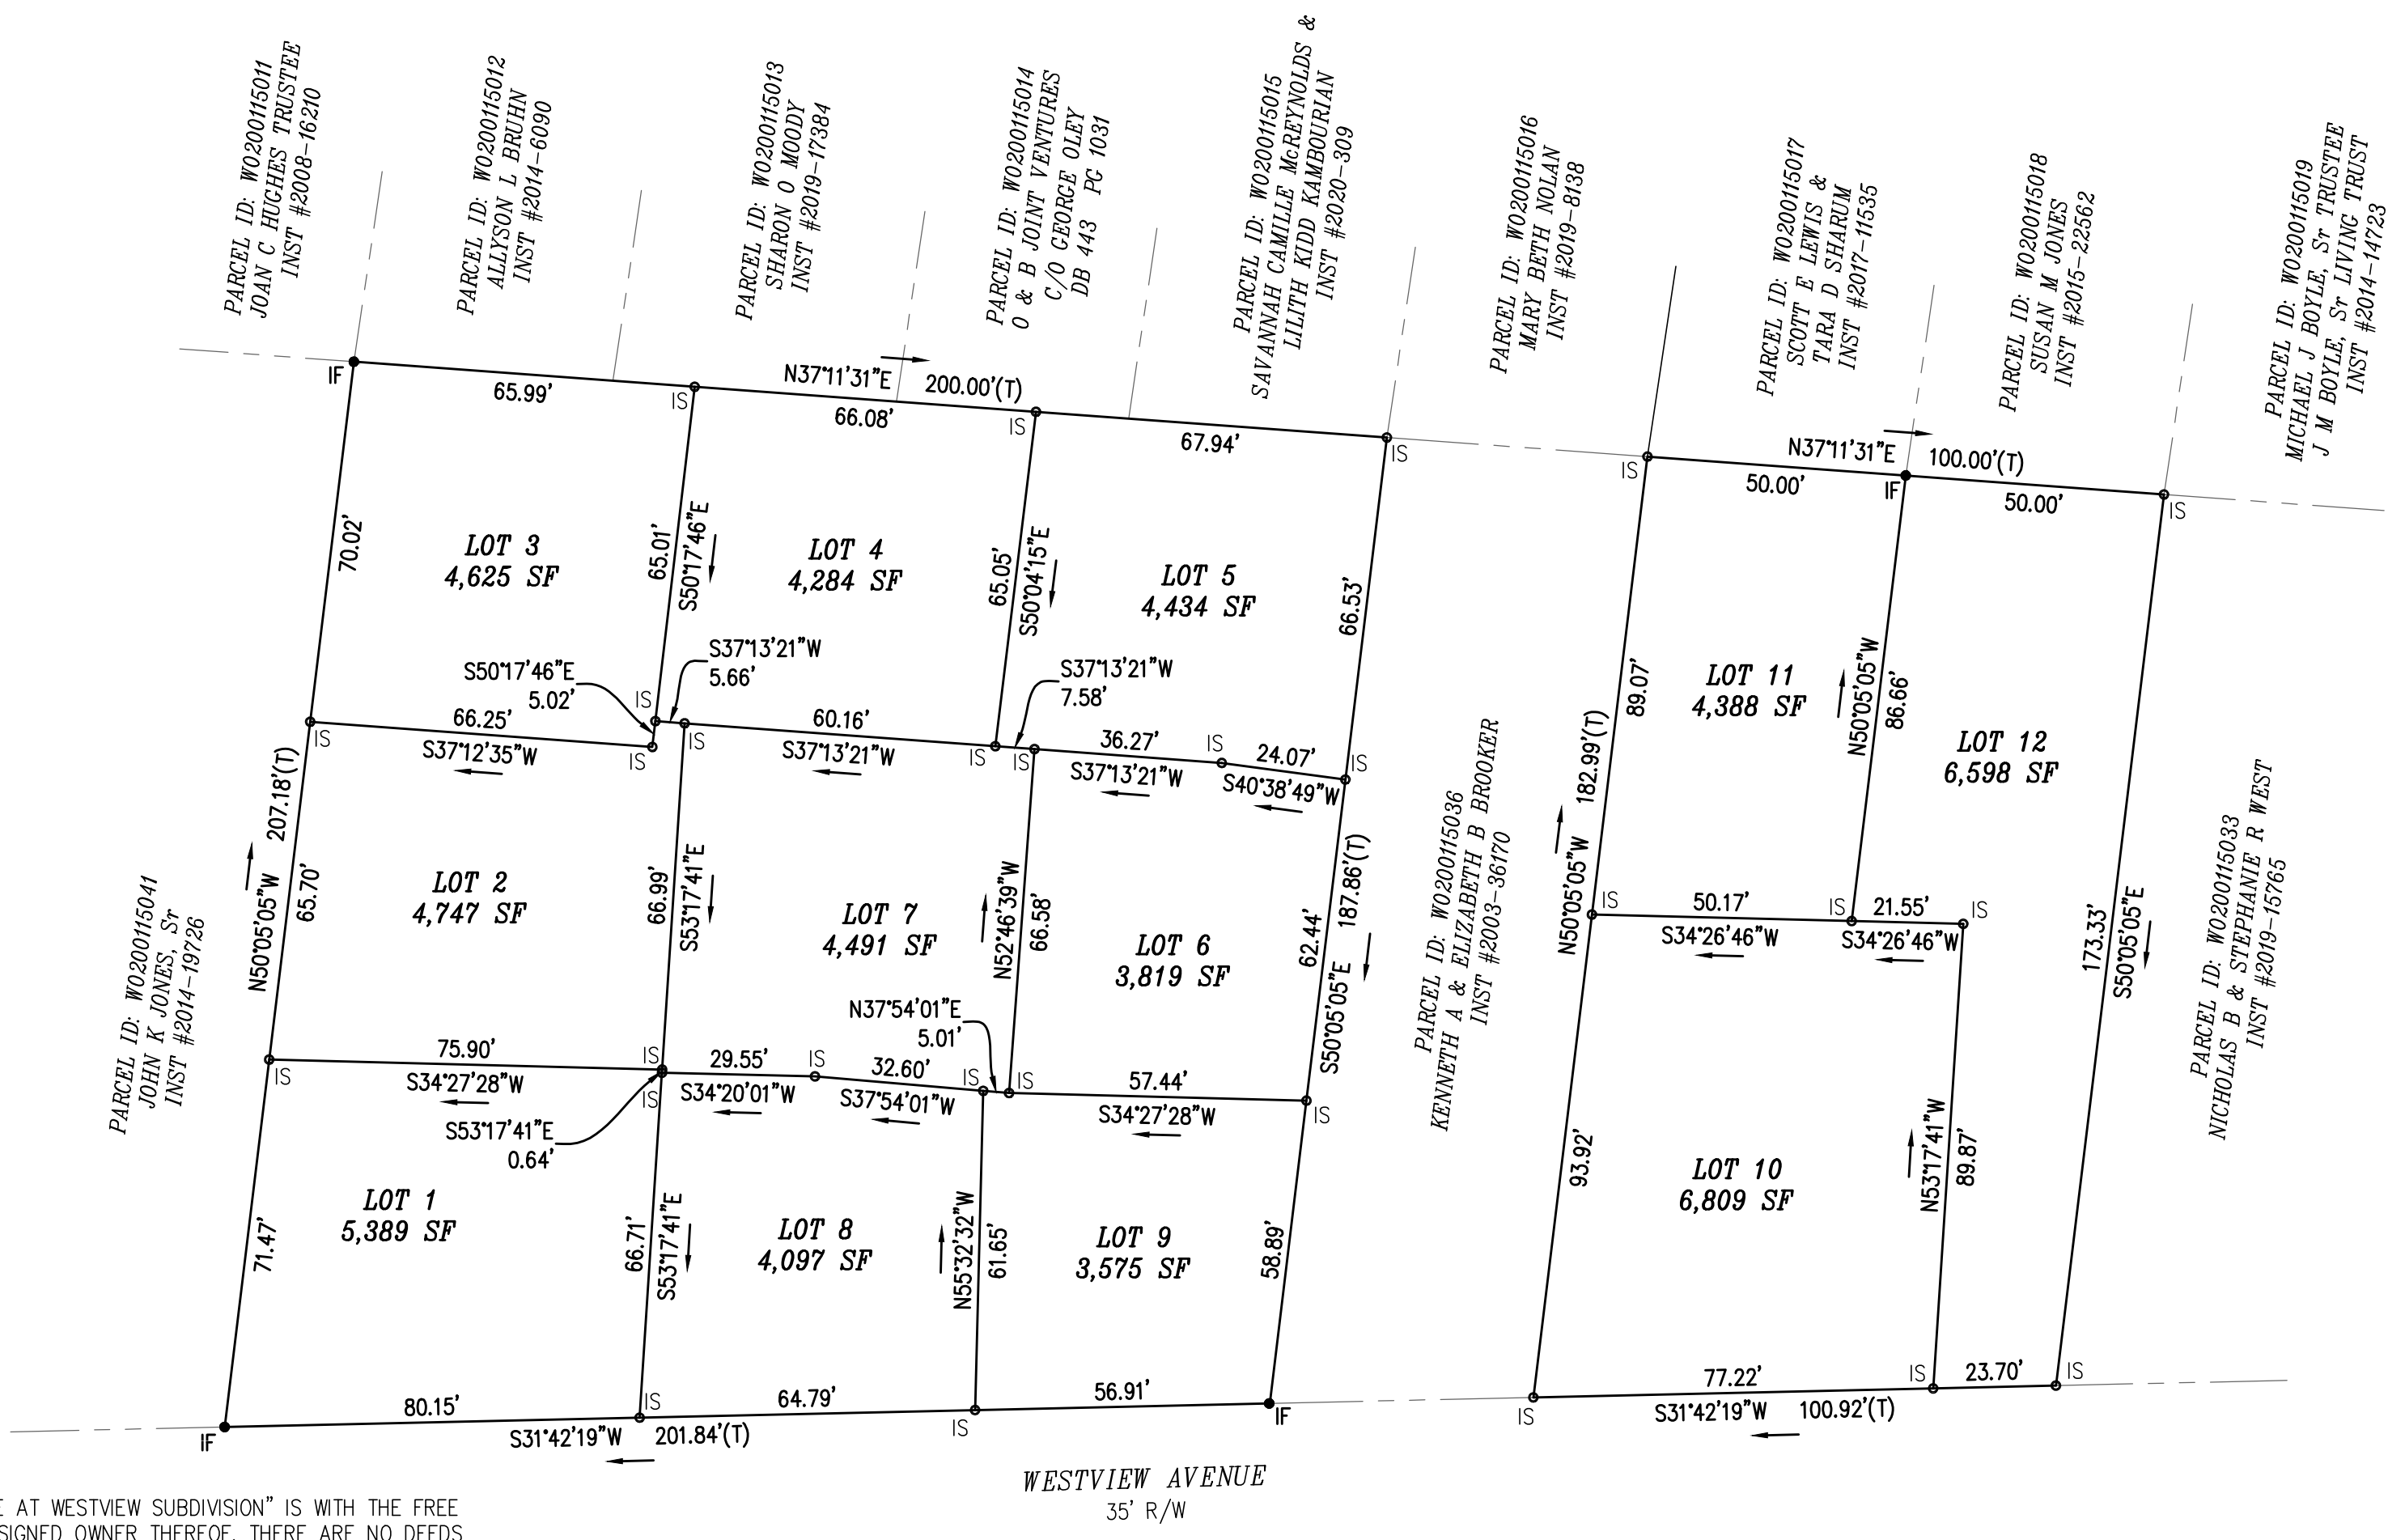 PARCEL ID: W0200115011
JOAN C HUGHES TRUSTEE
INST #2008-16210
PARCEL ID: W0200115012
ALLYSON L BRUHN
INST #2014-6090
PARCEL ID: W0200115013
SHARON O MOODY
INST #2019-17384
PARCEL ID: W0200115014
O & B JOINT VENTURES
C/O GEORGE OLEY
DB 443 PG 1031
PARCEL ID: W0200115015
SAVANNAH CAMILLE McREYNOLDS &
LILITH KIDD KAMBOURIAN
INST #2020-309
PARCEL ID: W0200115016
MARY BETH NOLAN
INST #2019-8138
PARCEL ID: W0200115017
SCOTT E LEWIS &
TARA D SHARUM
INST #2017-11535
PARCEL ID: W0200115018
SUSAN M JONES
INST #2015-22562
PARCEL ID: W0200115019
MICHAEL J BOYLE, Sr TRUSTEE
J M BOYLE, Sr LIVING TRUST
INST #2014-14723
IF
65.99'
IS
N37°11'31"E 200.00'(T)
66.08'
IS
67.94'
IS
IS
N37°11'31"E 100.00'(T)
50.00'
IF
50.00'
IS
70.02'
LOT 3
4,625 SF
65.01'
S50°17'46"E
LOT 4
4,284 SF
65.05'
S50°04'15"E
LOT 5
4,434 SF
66.53'
89.07'
LOT 11
4,388 SF
N50°05'05"W
86.66'
LOT 12
6,598 SF
S50°17'46"E
5.02'
S37°13'21"W
5.66'
S37°13'21"W
7.58'
IS
IS
66.25'
S37°12'35"W
IS
IS
60.16'
S37°13'21"W
IS
IS
36.27'
S37°13'21"W
IS
24.07'
S40°38'49"W
IS
N50°05'05"W 207.18'(T)
65.70'
LOT 2
4,747 SF
66.99'
S53°17'41"E
LOT 7
4,491 SF
N52°46'39"W
66.58'
LOT 6
3,819 SF
62.44'
S50°05'05"E 187.86'(T)
PARCEL ID: W0200115036
KENNETH A & ELIZABETH B BROOKER
INST #2003-36170
N50°05'05"W 182.99'(T)
IS
50.17'
S34°26'46"W
IS
21.55'
S34°26'46"W
IS
173.33'
S50°05'05"E
PARCEL ID: W0200115033
NICHOLAS B & STEPHANIE R WEST
INST #2019-15765
PARCEL ID: W0200115041
JOHN K JONES, Sr
INST #2014-19726
N37°54'01"E
5.01'
IS
75.90'
S34°27'28"W
IS
IS
29.55'
S34°20'01"W
IS
32.60'
S37°54'01"W
IS
IS
57.44'
S34°27'28"W
IS
S53°17'41"E
0.64'
71.47'
LOT 1
5,389 SF
66.71'
S53°17'41"E
LOT 8
4,097 SF
N55°32'32"W
61.65'
LOT 9
3,575 SF
58.89'
93.92'
LOT 10
6,809 SF
N53°17'41"W
89.87'
IF
80.15'
IS
64.79'
IS
56.91'
IF
S31°42'19"W 201.84'(T)
IS
77.22'
IS
23.70'
IS
S31°42'19"W 100.92'(T)
WESTVIEW AVENUE
35' R/W
AT WESTVIEW SUBDIVISION" IS WITH THE FREE
SIGNED OWNER THEREOF. THERE ARE NO DEEDS